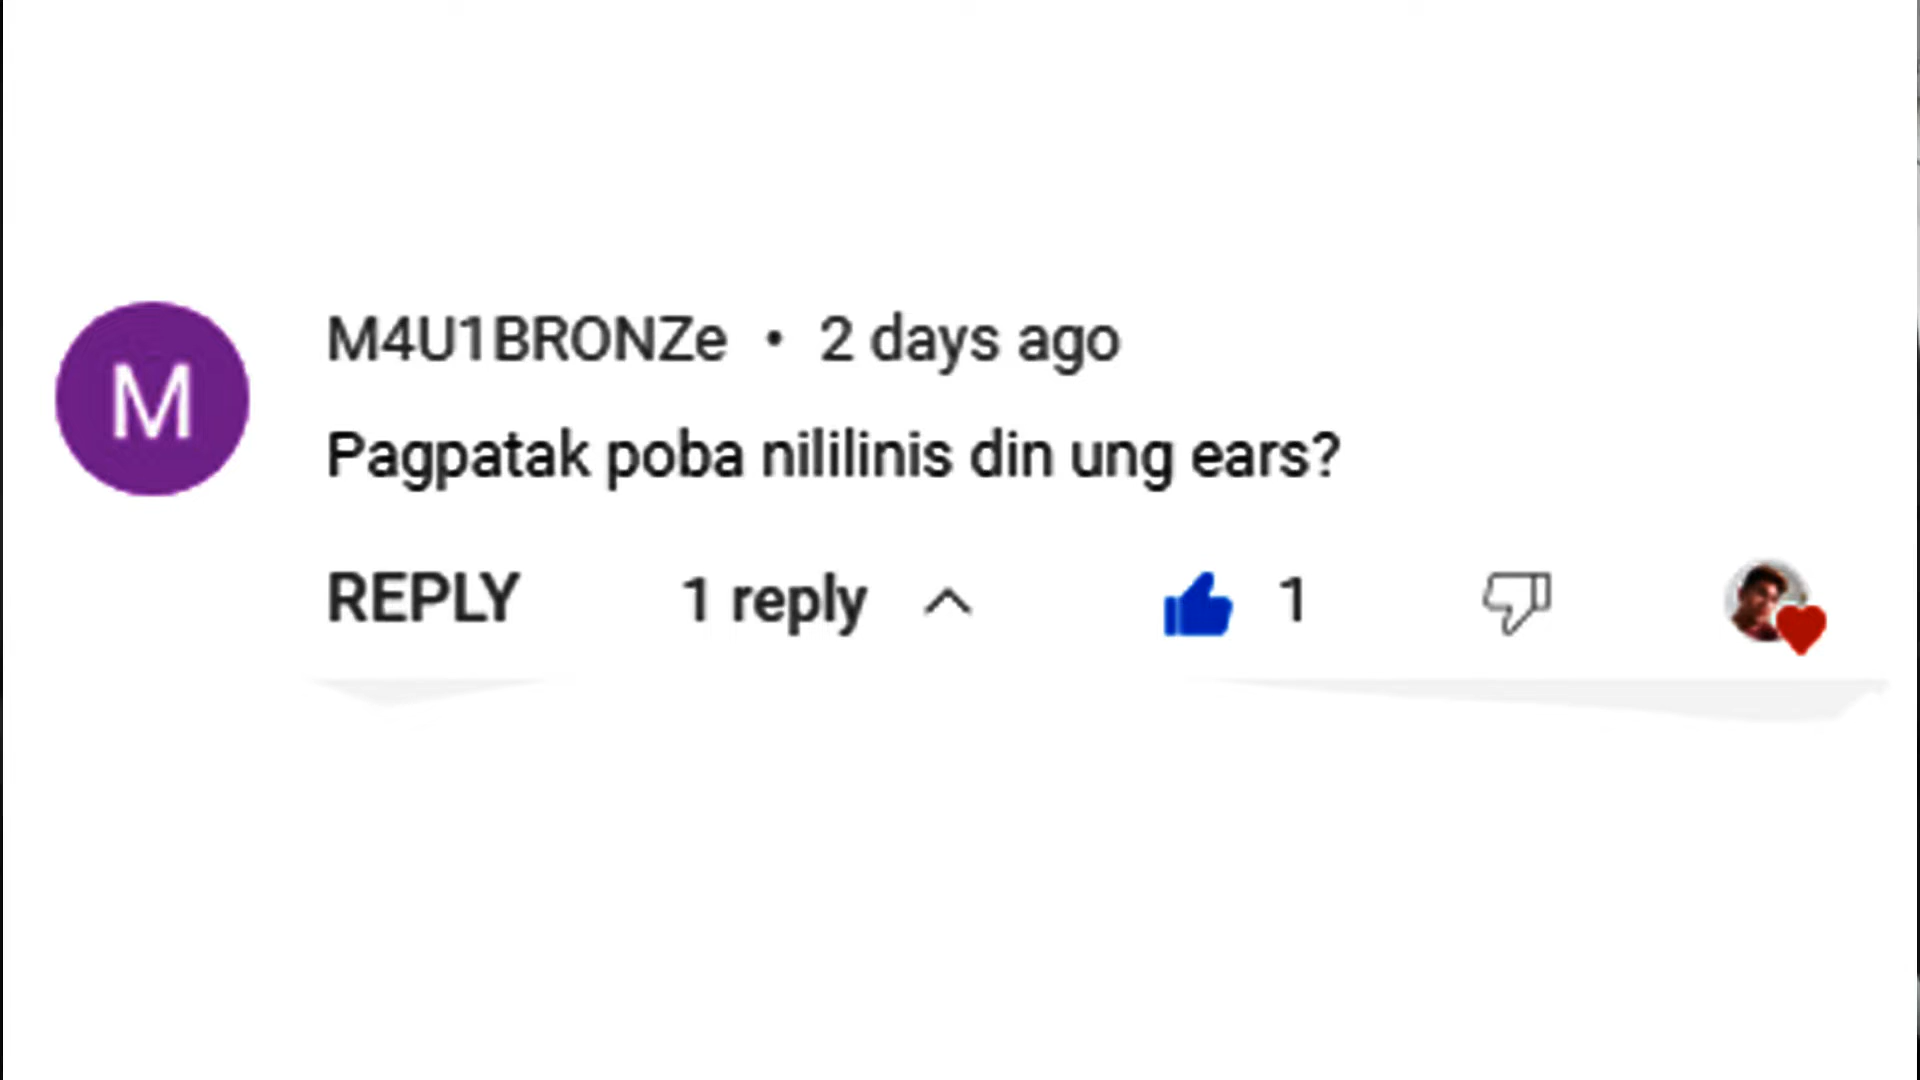 M
M4U1BRONZe • 2 days ago
Pagpatak poba nililinis din ung ears?
REPLY 1 reply 1